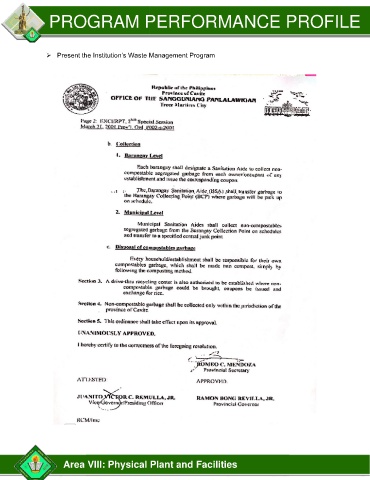 PROGRAM PERFORMANCE PROFILE
➢ Present the Institution's Waste Management Program
Republic of the Philippines
Province of Cavite
OFFICE OF THE SANGGUNIANG PANLALAWIGAN
Trece Martires City
Page 2: EXCERPT, Special Session
March 21, 2001
b. Collection
1. Barangay Level
Each barangay shall designate a Sanitation Aide to collect non-
compostable segregated garbage from each owner/occupant of any
establishment and issue the corresponding coupon.
The Barangay Sanitation Aide (BSA) shall transfer garbage to
the Barangay Collecting Point (BCP) where garbage will be pick up
on schedule.
2. Municipal Level
Municipal Sanitation Aides shall collect non-compostables
segregated garbage from the Barangay Collection Point on schedules
and transfer to a specified central junk point
c. Disposal of compostables garbage
Every household/establishment shall be responsible for their own
compostables garbage, which shall be made into compost, simply by
following the composting method.
Section 3. A drive-thru recycling center is also authorized to be established where non-
compostable garbage could be brought, coupons be issued and
exchange for rice.
Section 4. Non-compostable garbage shall be collected only within the jurisdiction of the
province of Cavite.
Section 5. This ordinance shall take effect upon its approval.
UNANIMOUSLY APPROVED.
I hereby certify to the correctness of the foregoing resolution.
ROMEO C. MENDOZA
Provincial Secretary
ATTESTED:
APPROVED:
JUANITO VICTOR C. REMULLA, JR.
Vice-Governor/Presiding Officer
RAMON BONG REVILLA, JR.
Provincial Governor
Area VIII: Physical Plant and Facilities